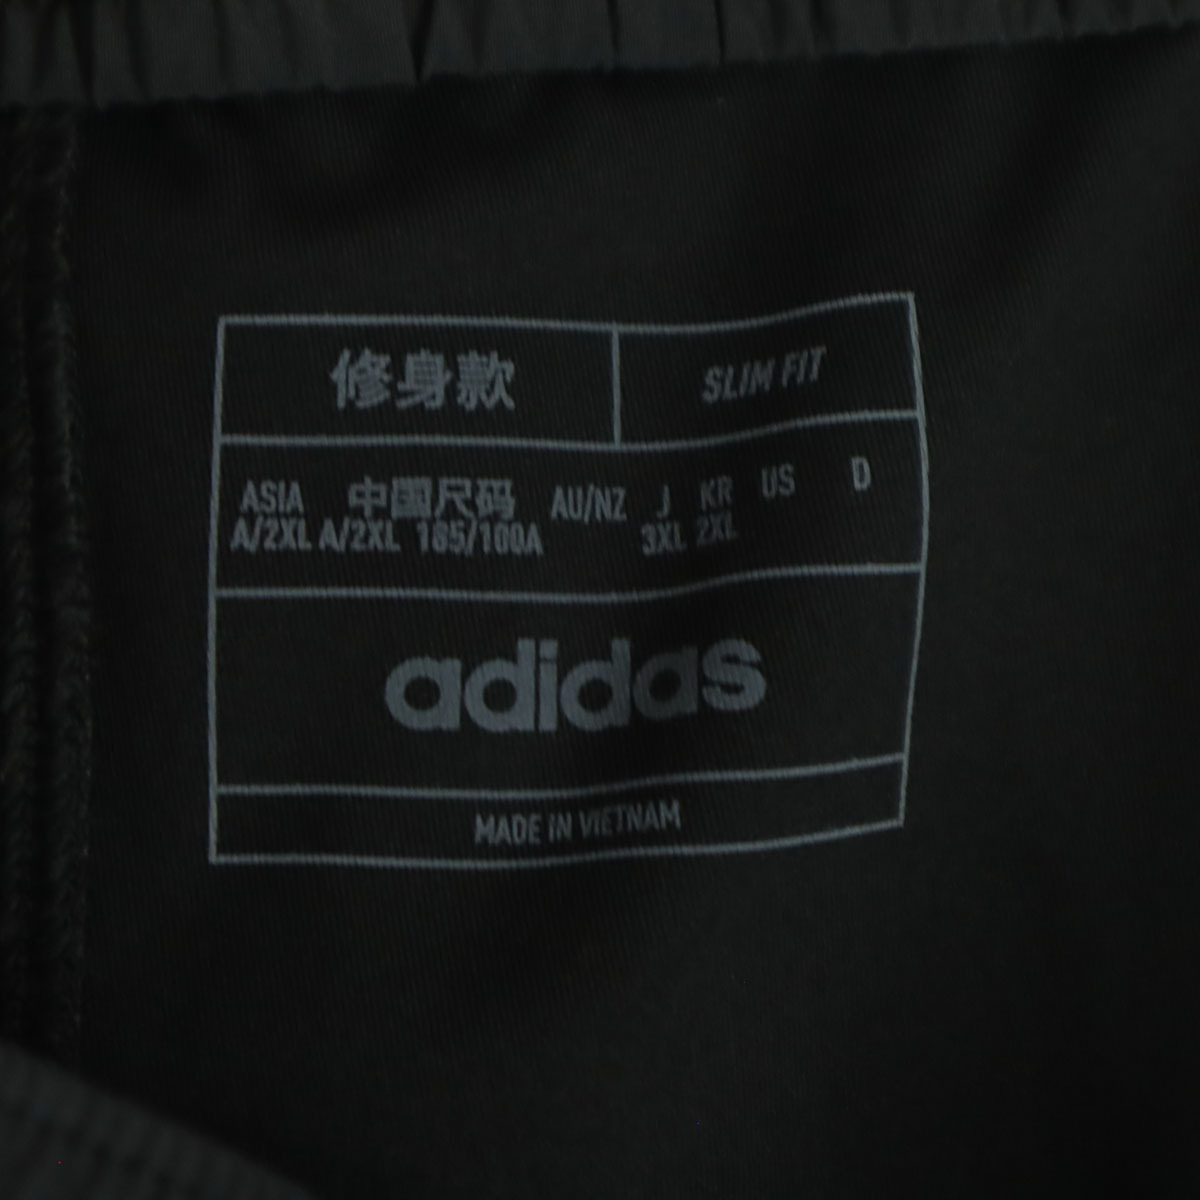 修身款 SLIM FIT
ASIA 中国尺码 AU/NZ J KR US D
A/2XL A/2XL 185/100A 3XL 2XL
adidas
MADE IN VIETNAM